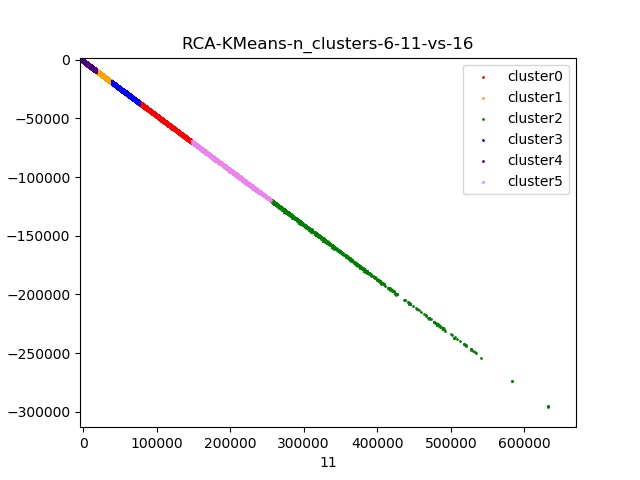 RCA-KMeans-n_clusters-6-11-vs-16
0
−50000
−100000
−150000
−200000
−250000
−300000
cluster0
cluster1
cluster2
cluster3
cluster4
cluster5
0 100000 200000 300000 400000 500000 600000
11